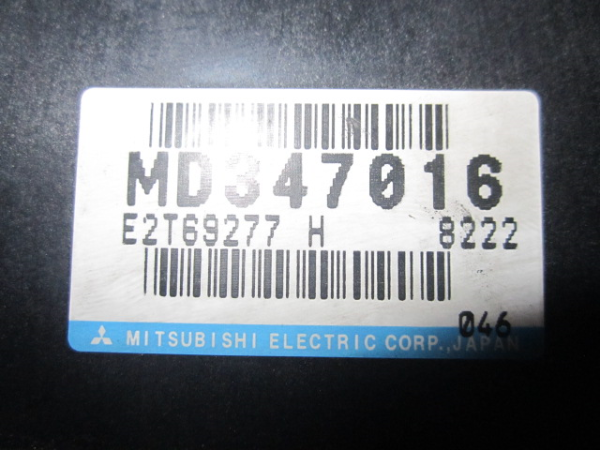 MD347016
E2T69277 H 8222
046
MITSUBISHI ELECTRIC CORP., JAPAN